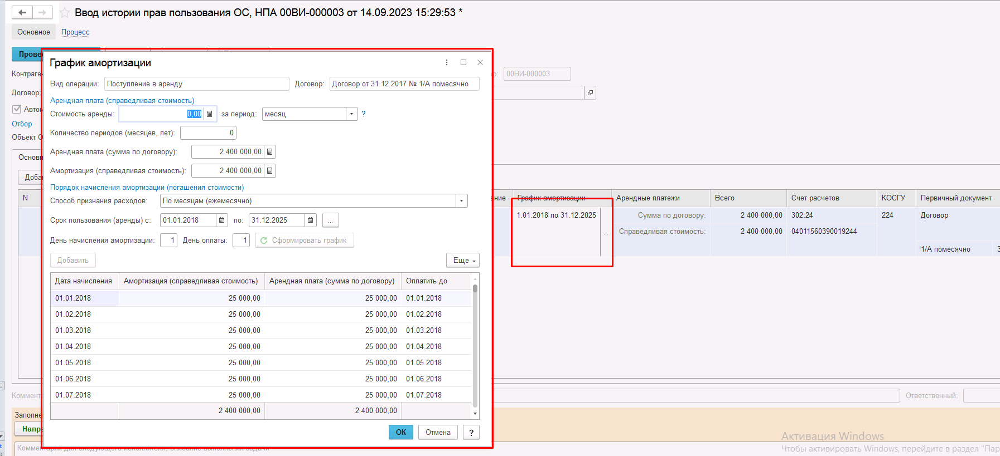 Ввод истории прав пользования ОС, НПА 00ВИ-000003 от 14.09.2023 15:29:53 *
Основное Процесс
График амортизации
Вид операции: Поступление в аренду Договор: Договор от 31.12.2017 № 1/А помесячно
00ВИ-000003
Договор:
Арендная плата (справедливая стоимость)
Стоимость аренды: 0,00 за период: месяц ?
Отбор
Количество периодов (месяцев, лет): 0
Объект О
Арендная плата (сумма по договору): 2 400 000,00
Амортизация (справедливая стоимость): 2 400 000,00
Порядок начисления амортизации (погашения стоимости)
Способ признания расходов: По месяцам (ежемесячно)
Срок пользования (аренды) с: 01.01.2018 по: 31.12.2025 ...
День начисления амортизации: 1 День оплаты: 1 Сформировать график
Добавить Еще
Дата начисления Амортизация (справедливая стоимость) Арендная плата (сумма по договору) Оплатить до
01.01.2018 25 000,00 25 000,00 01.01.2018
01.02.2018 25 000,00 25 000,00 01.02.2018
01.03.2018 25 000,00 25 000,00 01.03.2018
01.04.2018 25 000,00 25 000,00 01.04.2018
01.05.2018 25 000,00 25 000,00 01.05.2018
01.06.2018 25 000,00 25 000,00 01.06.2018
01.07.2018 25 000,00 25 000,00 01.07.2018
2 400 000,00 2 400 000,00
ОК Отмена ?
N График амортизации Арендные платежи Всего Счет расчетов КОСГУ Первичный документ
1.01.2018 по 31.12.2025 ... Сумма по договору: 2 400 000,00 302.24 224 Договор
Справедливая стоимость: 2 400 000,00 04011560390019244
1/А помесячно
Ответственный:
Комментарий для следующего исполнителя, описание выполнения задачи
Активация Windows
Чтобы активировать Windows, перейдите в раздел "Пар